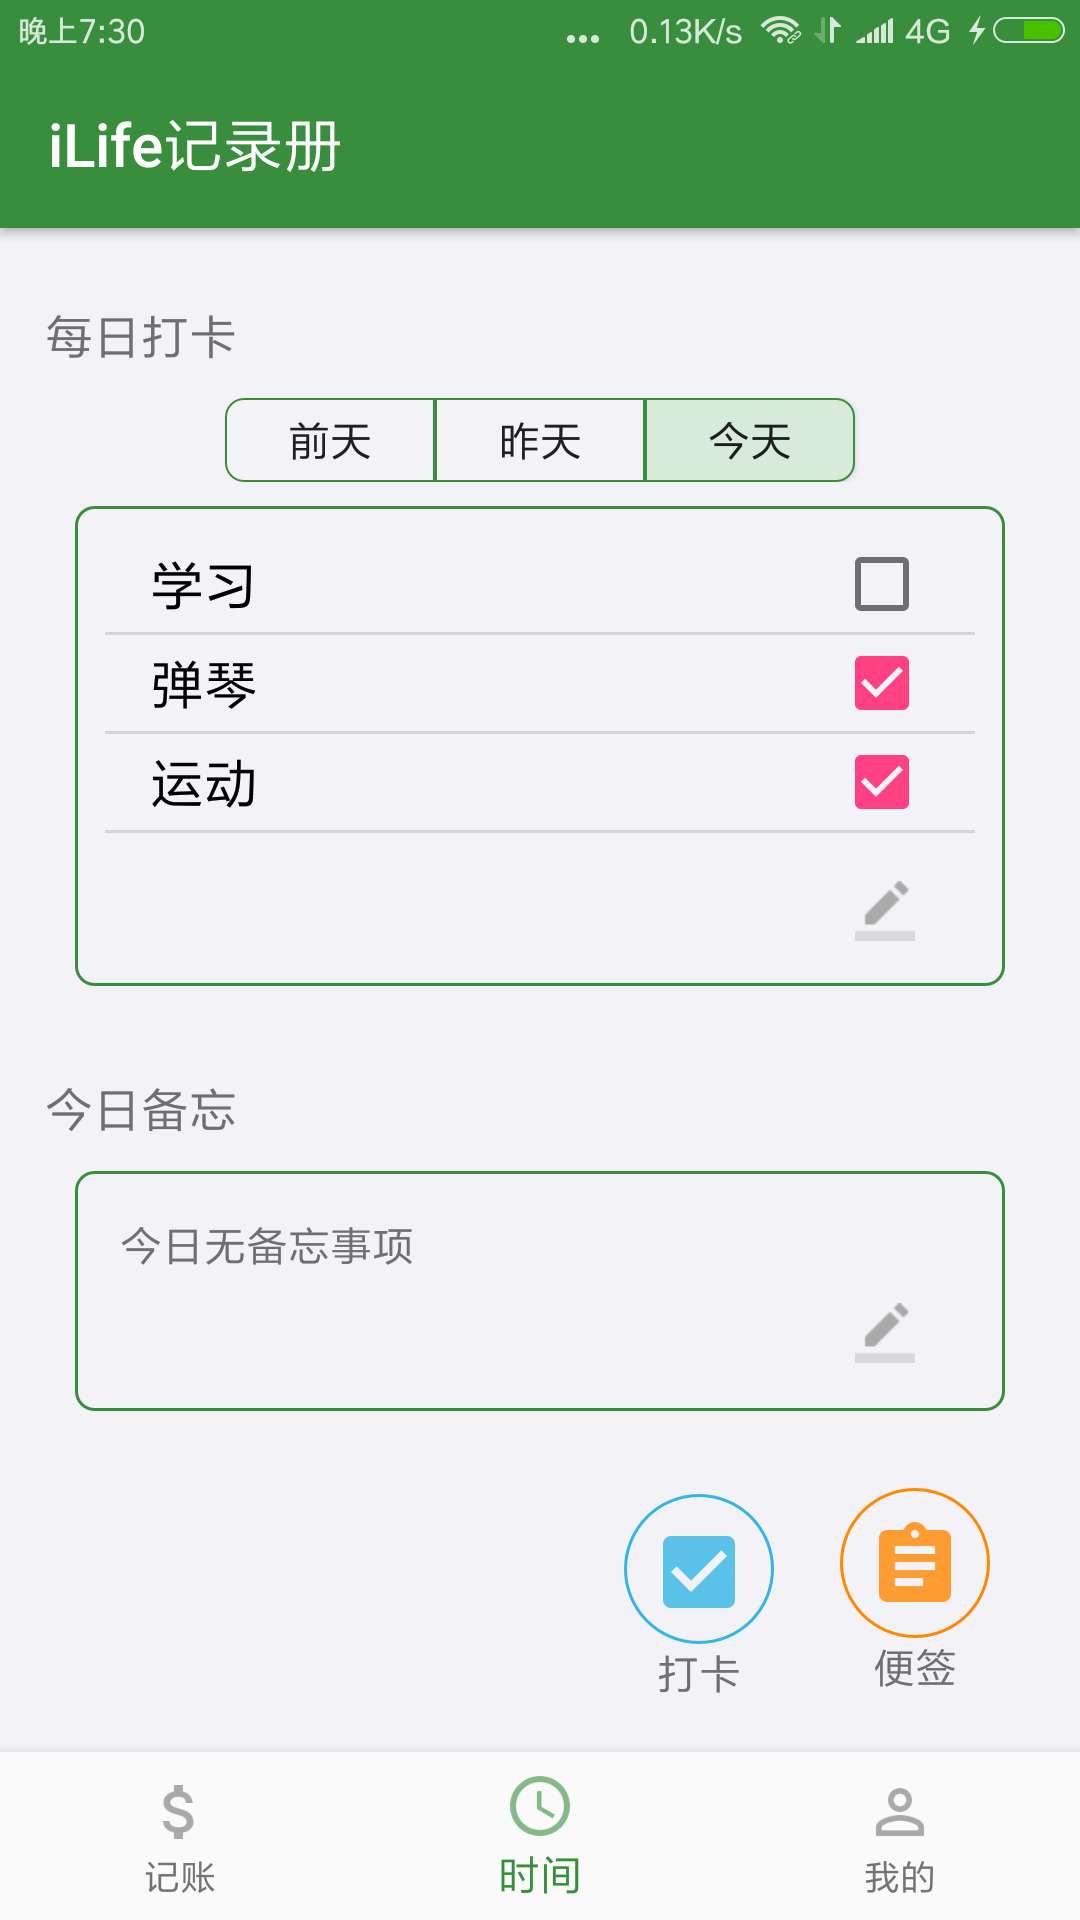 晚上7:30 ... 0.13K/s 4G
iLife记录册
每日打卡
前天 昨天 今天
学习
弹琴
运动
今日备忘
今日无备忘事项
打卡 便签
记账 时间 我的